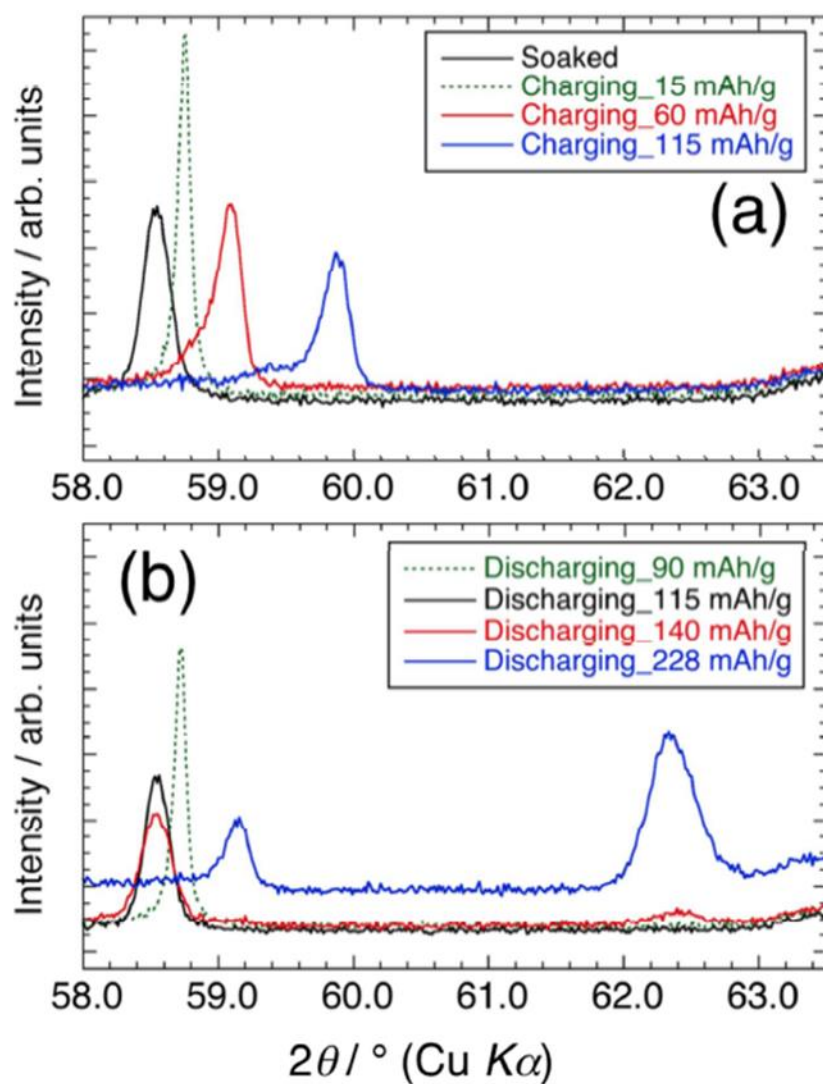 Intensity / arb. units
Soaked
Charging_15 mAh/g
Charging_60 mAh/g
Charging_115 mAh/g
(a)
58.0 59.0 60.0 61.0 62.0 63.0
Intensity / arb. units
(b)
Discharging_90 mAh/g
Discharging_115 mAh/g
Discharging_140 mAh/g
Discharging_228 mAh/g
58.0 59.0 60.0 61.0 62.0 63.0
2θ / ° (Cu Kα)